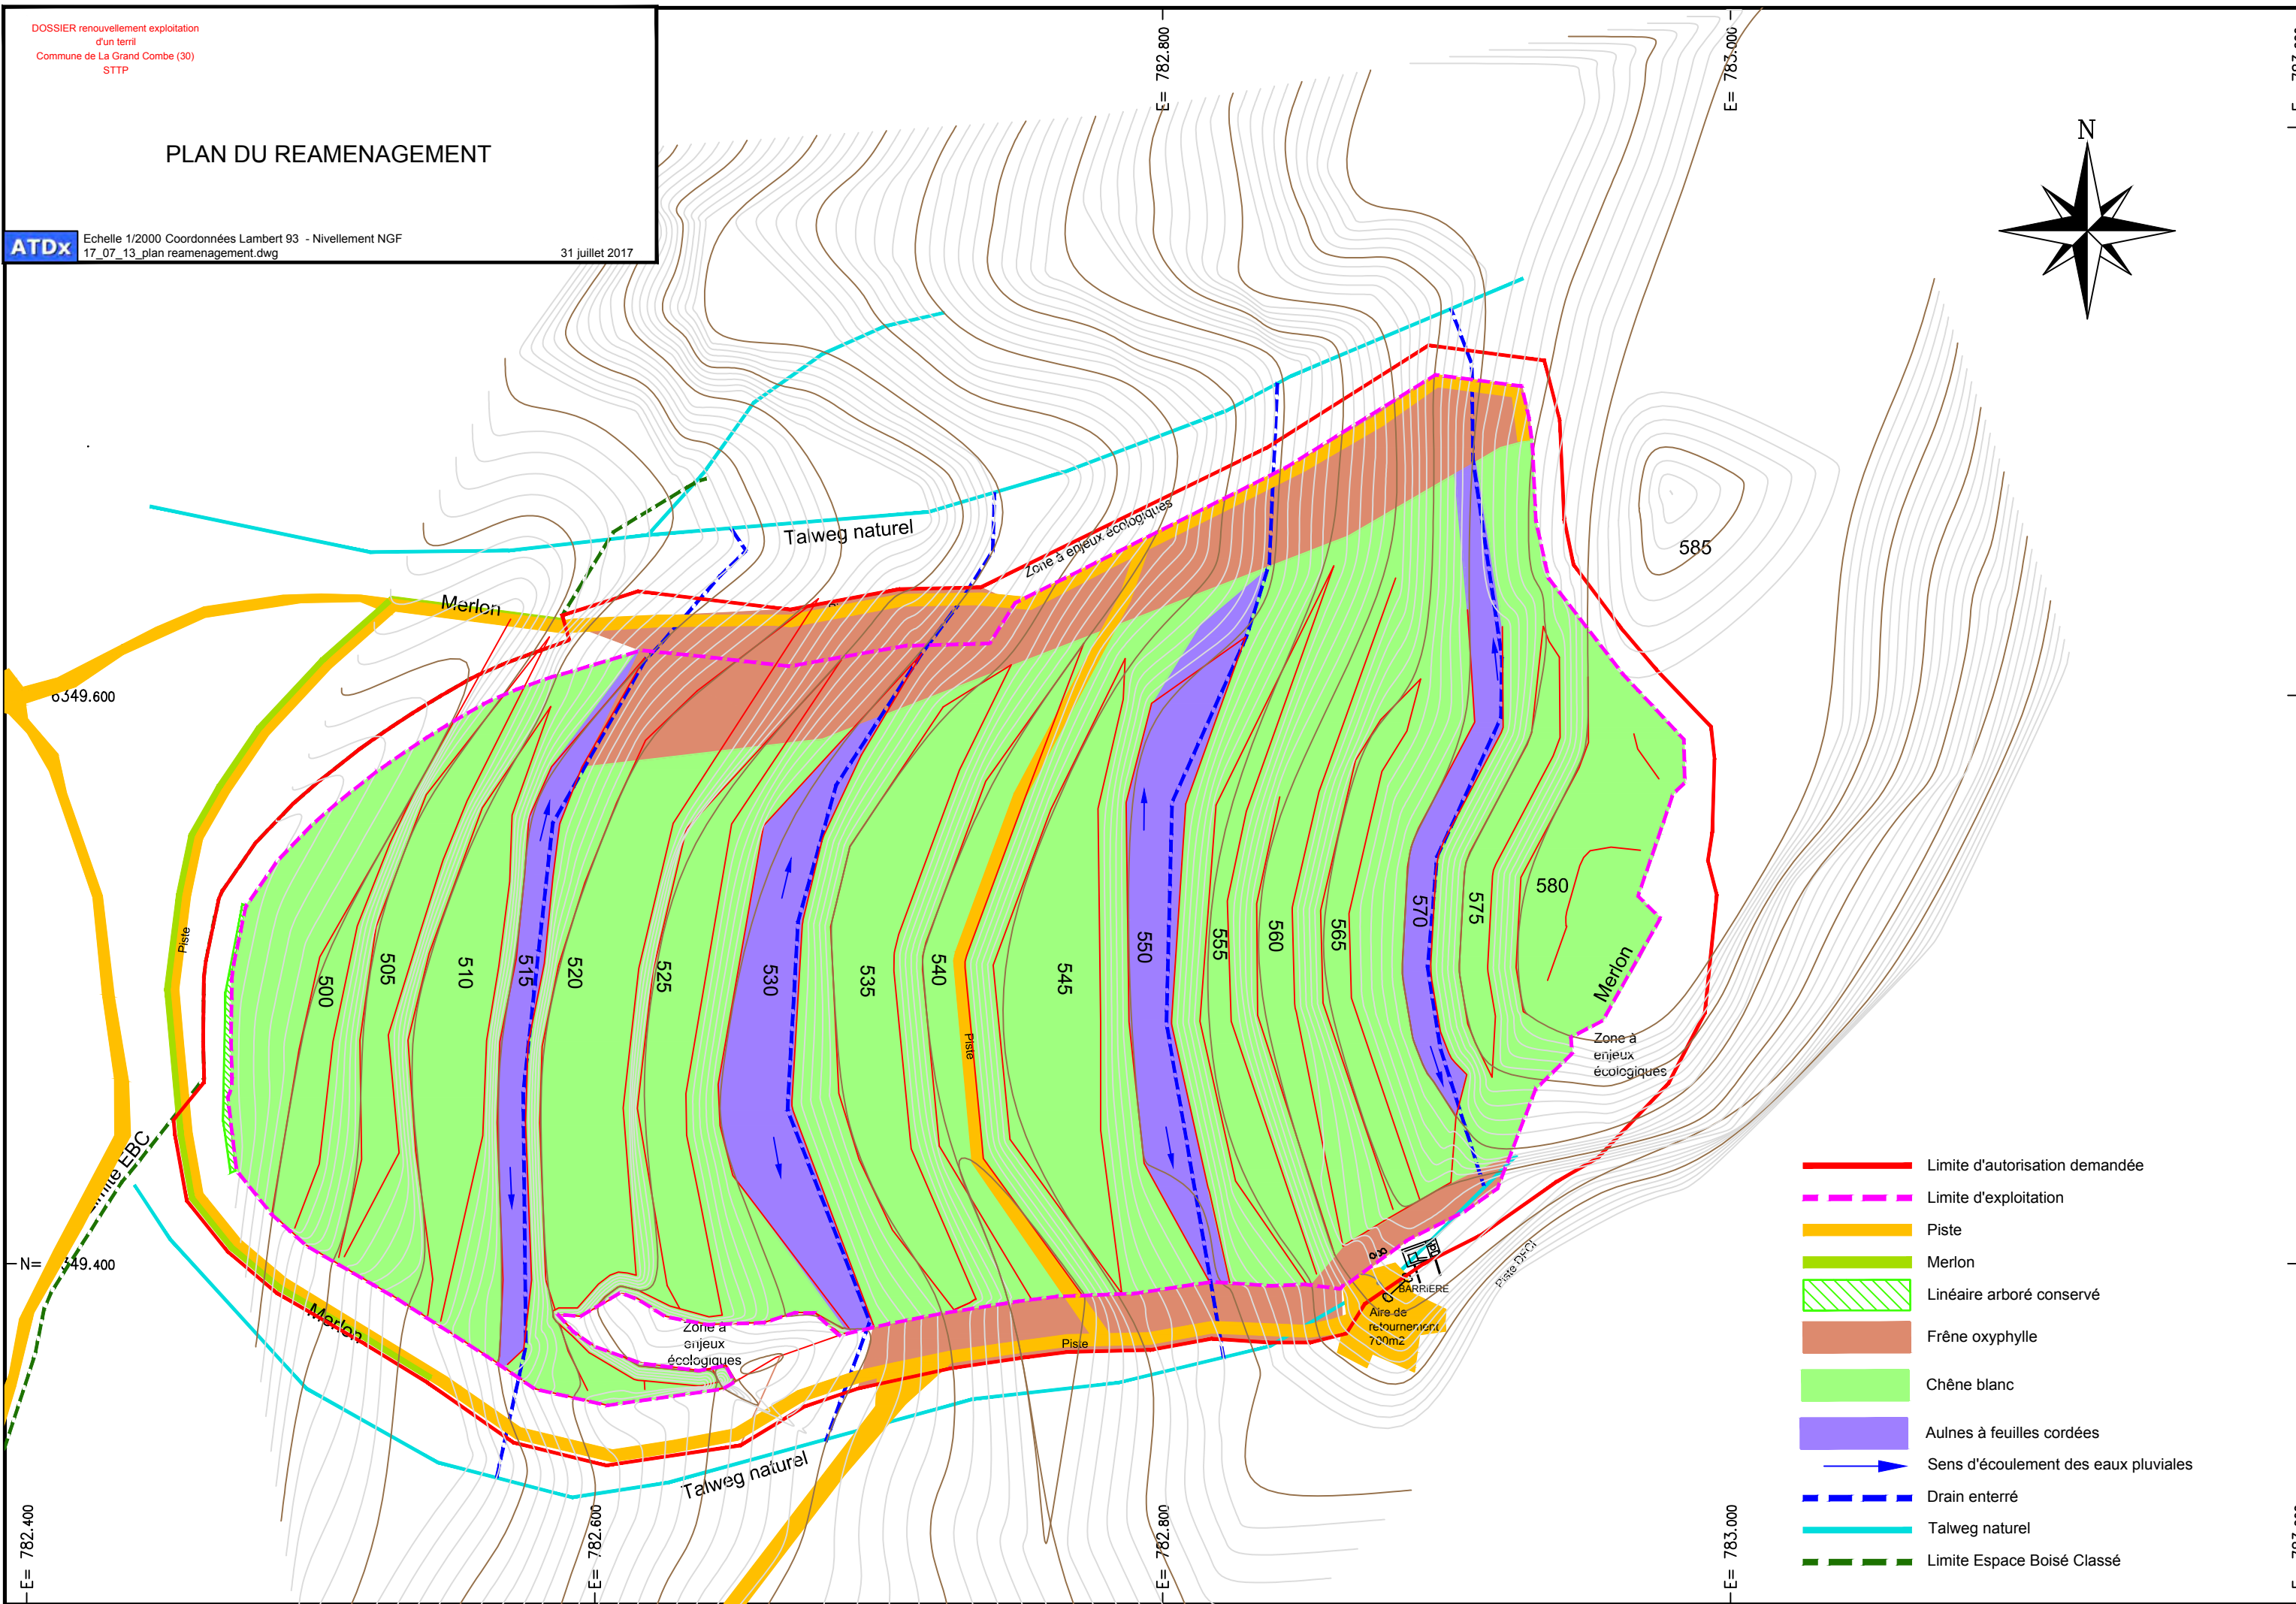 DOSSIER renouvellement exploitation
d'un terril
Commune de La Grand Combe (30)
STTP
PLAN DU REAMENAGEMENT
ATDx
Echelle 1/2000 Coordonnées Lambert 93 - Nivellement NGF
17_07_13_plan reamenagement.dwg
31 juillet 2017
E= 782.800
E= 783.000
N
585
Talweg naturel
Zone à enjeux écologiques
Merlon
6349.600
Piste
500
505
510
515
520
525
530
535
540
545
550
555
560
565
570
575
580
Piste
Merlon
Zone à
enjeux
écologiques
Limite EBC
N=
349.400
Merlon
Zone à
enjeux
écologiques
Piste
BARRIERE
Aire de
retournement
700m2
Piste DFCI
Talweg naturel
E= 782.400
E= 782.600
E= 782.800
E= 783.000
Limite d'autorisation demandée
Limite d'exploitation
Piste
Merlon
Linéaire arboré conservé
Frêne oxyphylle
Chêne blanc
Aulnes à feuilles cordées
Sens d'écoulement des eaux pluviales
Drain enterré
Talweg naturel
Limite Espace Boisé Classé